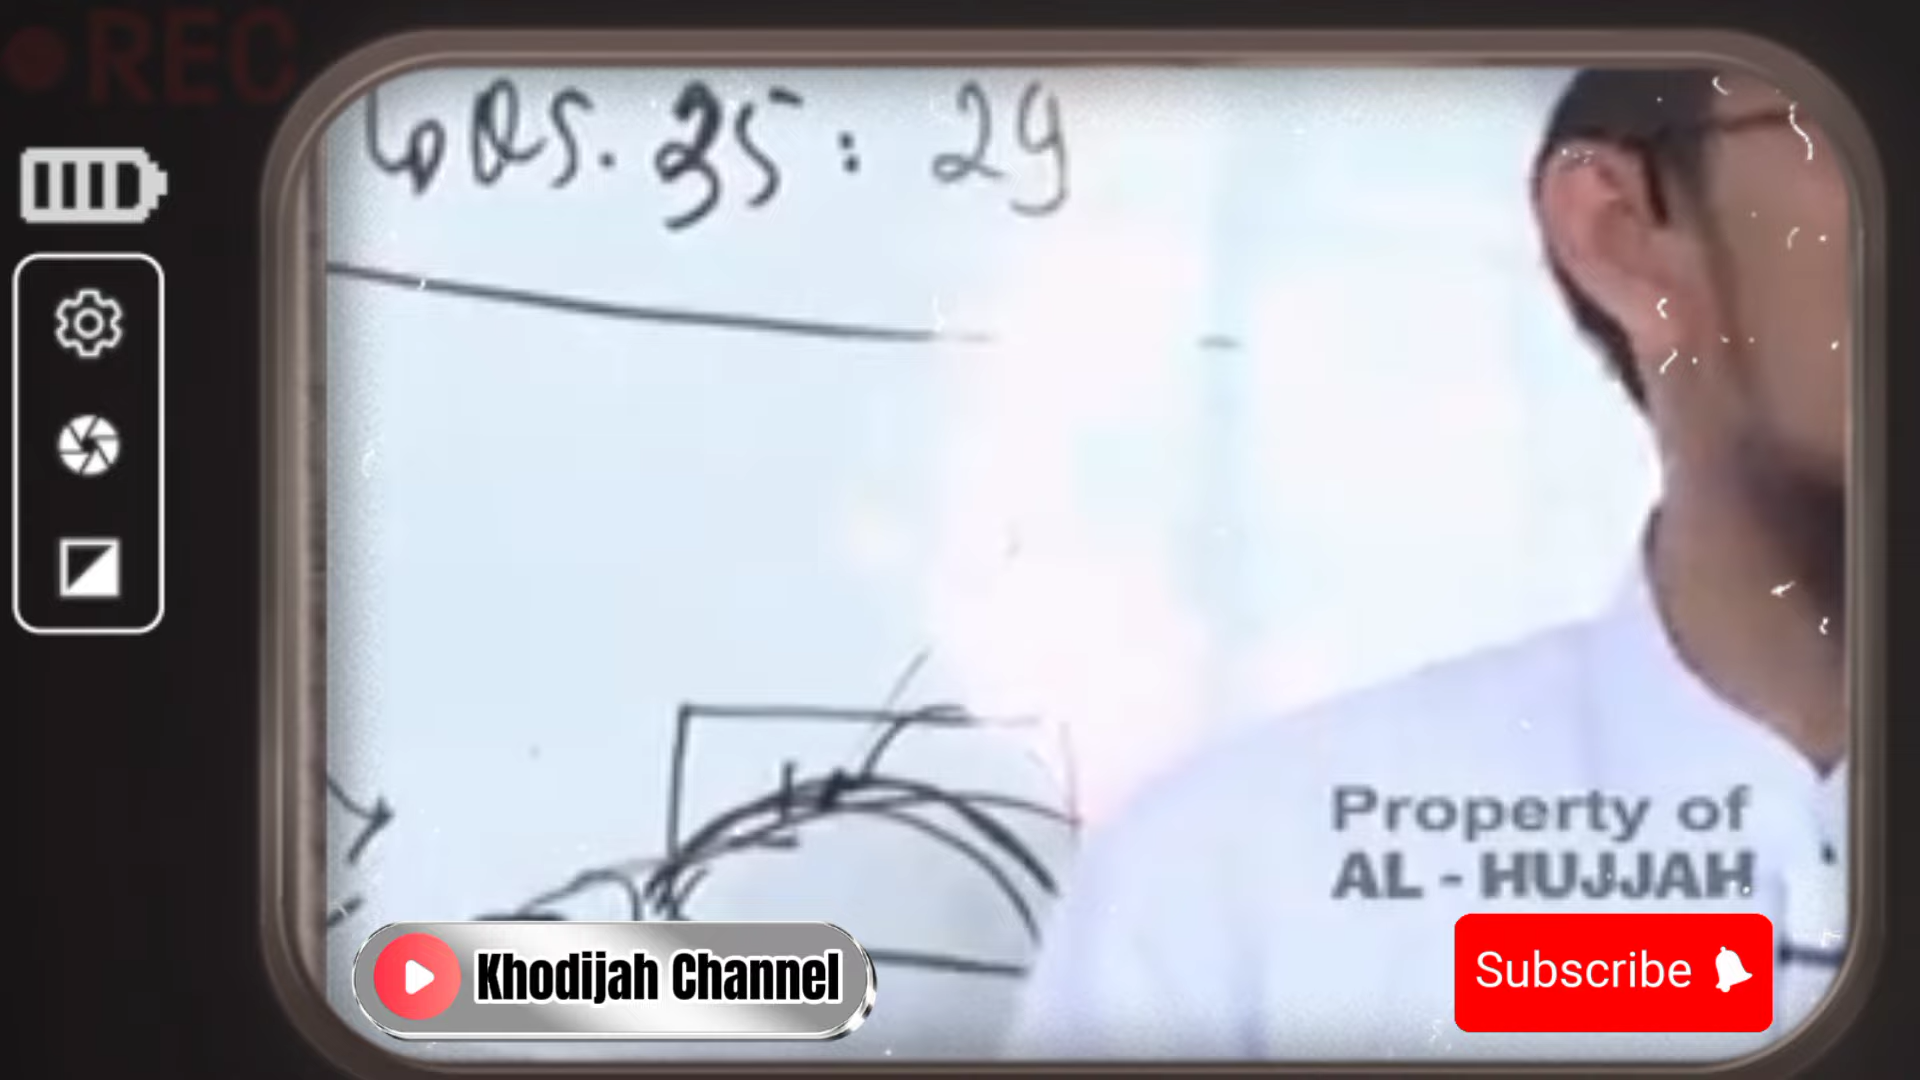 REC
QS. 35 : 29
Property of
AL - HUJJAH
Khodijah Channel
Subscribe